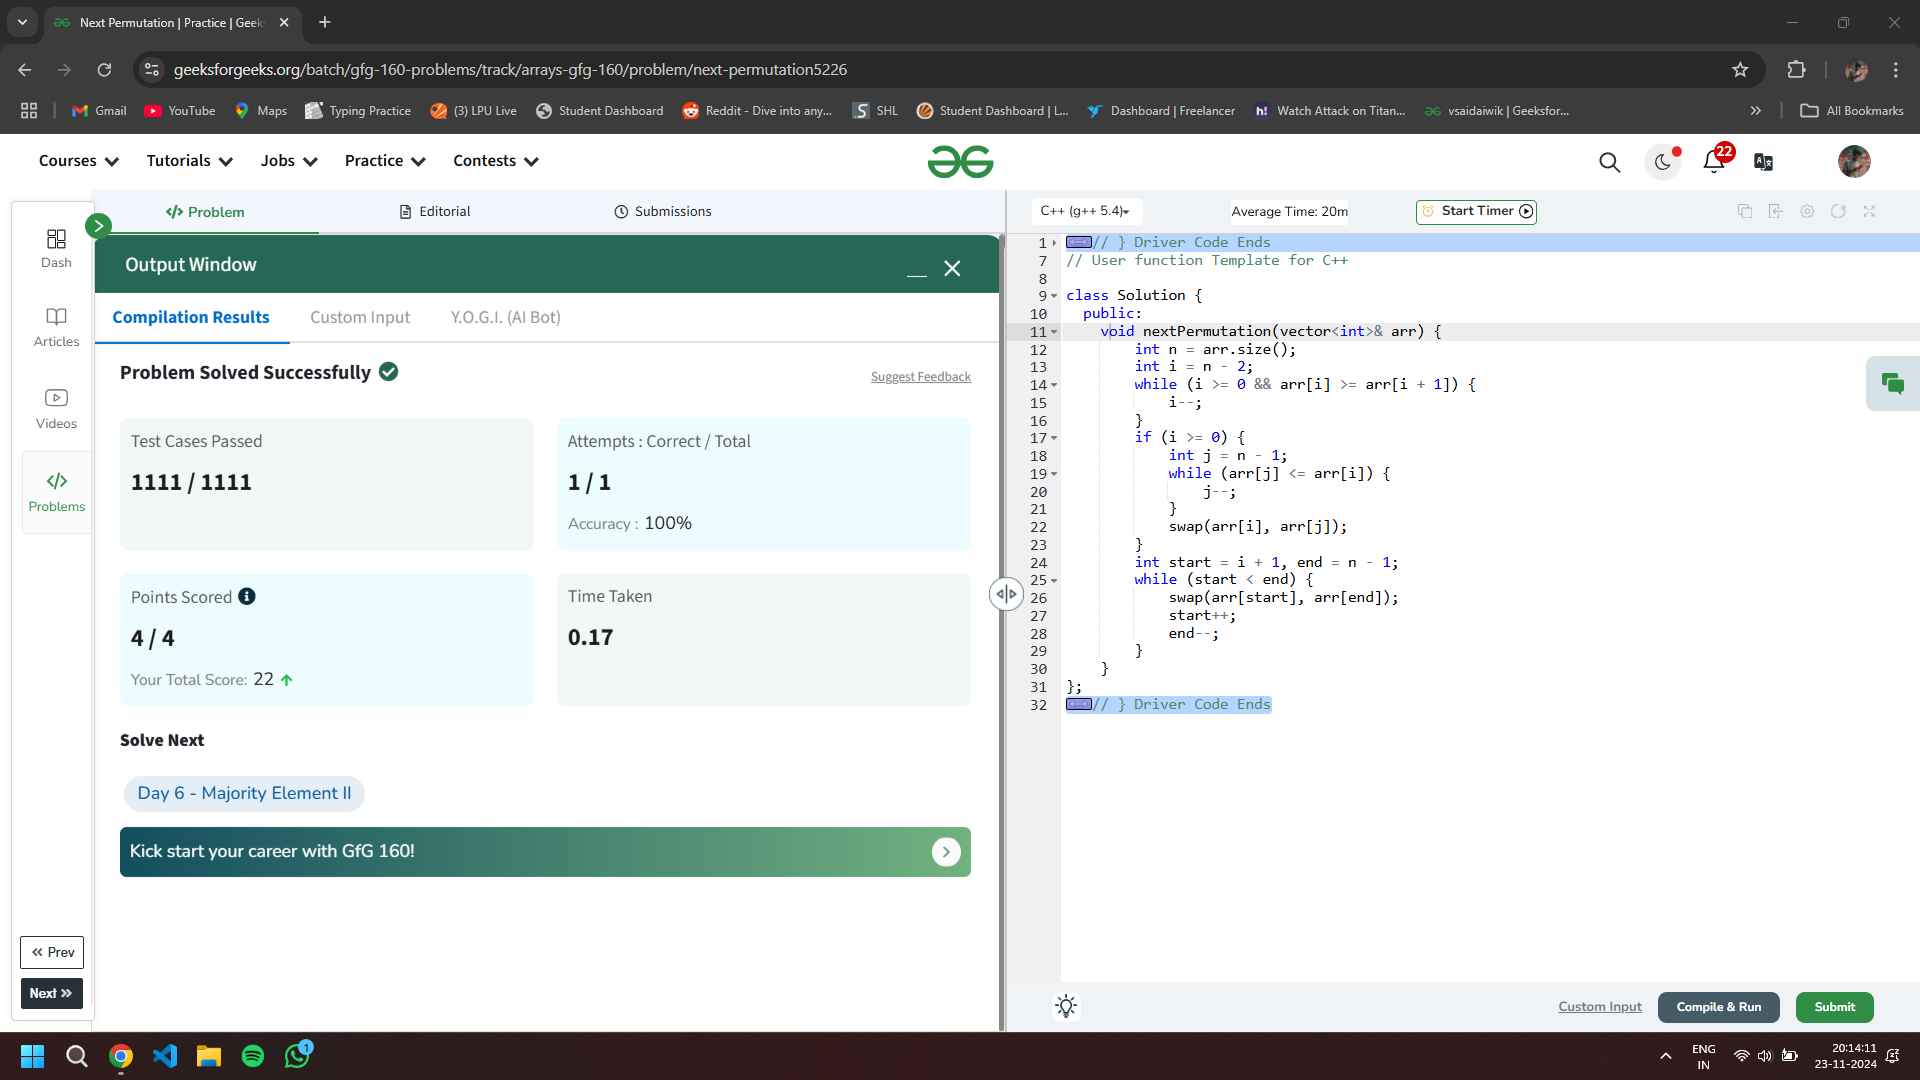 Next Permutation | Practice | Geek
geeksforgeeks.org/batch/gfg-160-problems/track/arrays-gfg-160/problem/next-permutation5226
Gmail YouTube Maps Typing Practice (3) LPU Live Student Dashboard Reddit - Dive into any... SHL Student Dashboard | L... Dashboard | Freelancer h! Watch Attack on Titan... vsaidaiwik | Geeksfor... » All Bookmarks
Courses Tutorials Jobs Practice Contests 22
Dash
Articles
Videos
</> Problems
« Prev
Next »
</> Problem Editorial Submissions
Output Window
Compilation Results Custom Input Y.O.G.I. (AI Bot)
Problem Solved Successfully
Suggest Feedback
Test Cases Passed
1111 / 1111
Attempts : Correct / Total
1 / 1
Accuracy : 100%
Points Scored
4 / 4
Your Total Score: 22
Time Taken
0.17
Solve Next
Day 6 - Majority Element II
Kick start your career with GfG 160!
C++ (g++ 5.4) Average Time: 20m Start Timer
1 // } Driver Code Ends
7 // User function Template for C++
8
9 class Solution {
10 public:
11 void nextPermutation(vector<int>& arr) {
12 int n = arr.size();
13 int i = n - 2;
14 while (i >= 0 && arr[i] >= arr[i + 1]) {
15 i--;
16 }
17 if (i >= 0) {
18 int j = n - 1;
19 while (arr[j] <= arr[i]) {
20 j--;
21 }
22 swap(arr[i], arr[j]);
23 }
24 int start = i + 1, end = n - 1;
25 while (start < end) {
26 swap(arr[start], arr[end]);
27 start++;
28 end--;
29 }
30 }
31 };
32 // } Driver Code Ends
Custom Input Compile & Run Submit
1
ENG
IN
20:14:11
23-11-2024